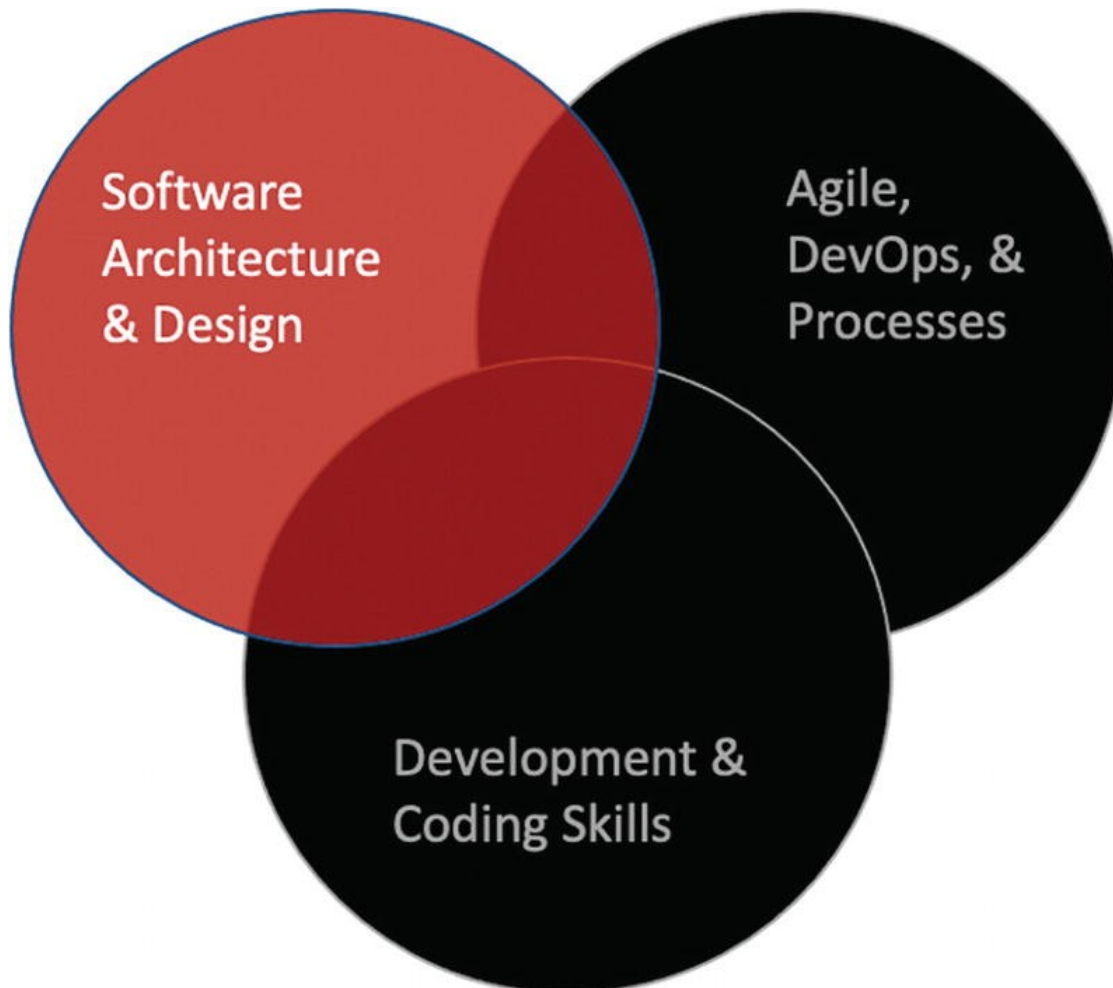 Software
Architecture
& Design
Agile,
DevOps, &
Processes
Development &
Coding Skills